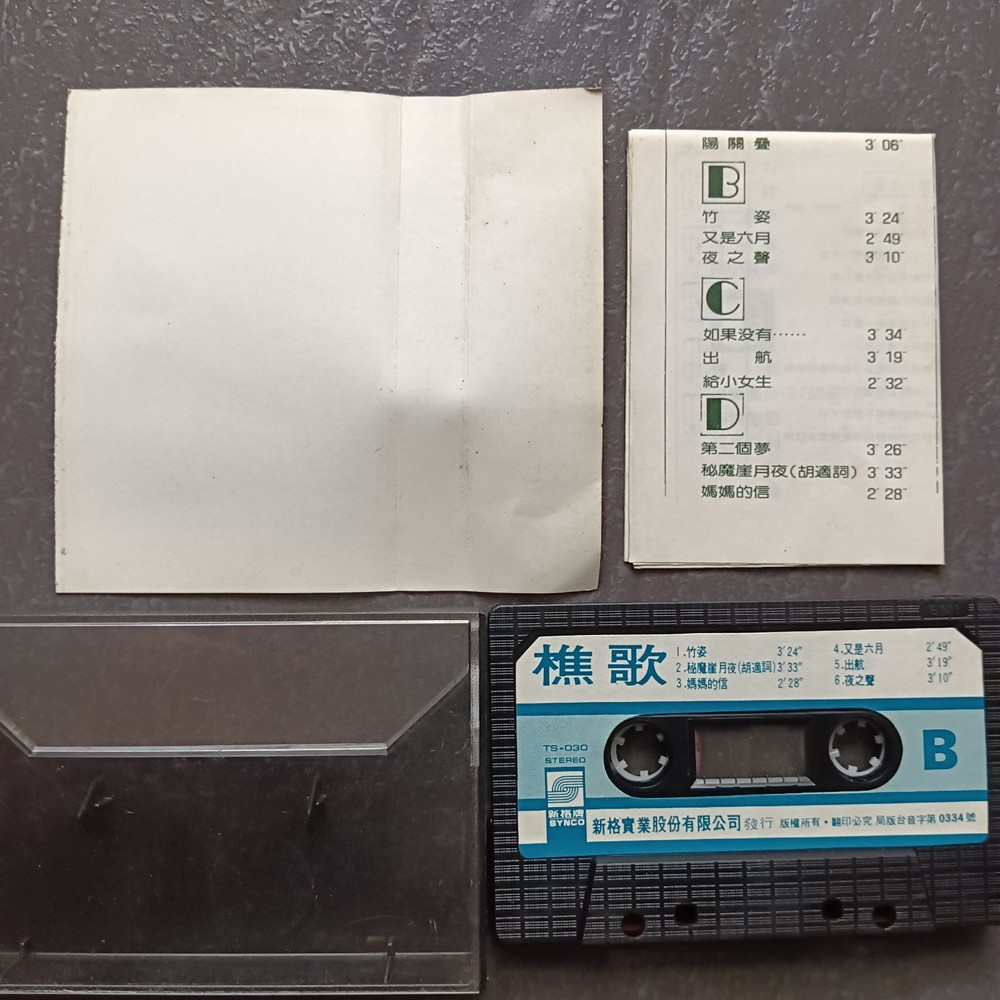 陽關疊 3'06"
B
竹姿 3'24"
又是六月 2'49"
夜之聲 3'10"
C
如果没有…… 3'34
出航 3'19"
給小女生 2'32"
D
第二個夢 3'26"
秘魔崖月夜(胡適詞) 3'33"
媽媽的信 2'28"
樵歌
1.竹姿 3'24"
2.秘魔崖月夜(胡適詞) 3'33"
3.媽媽的信 2'28"
4.又是六月 2'49"
5.出航 3'19"
6.夜之聲 3'10"
TS-030
STEREO
B
新格牌
SYNCO
新格實業股份有限公司 發行 版權所有·翻印必究 局版台音字第0334號